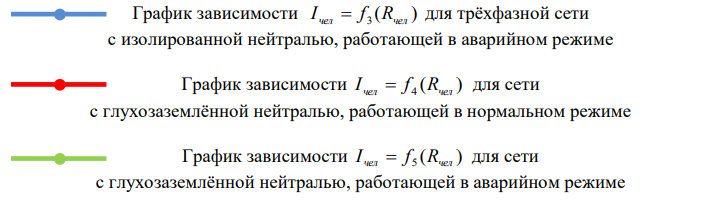 График зависимости I_чел = f_3(R_чел) для трёхфазной сети
с изолированной нейтралью, работающей в аварийном режиме
График зависимости I_чел = f_4(R_чел) для сети
с глухозаземлённой нейтралью, работающей в нормальном режиме
График зависимости I_чел = f_5(R_чел) для сети
с глухозаземлённой нейтралью, работающей в аварийном режиме